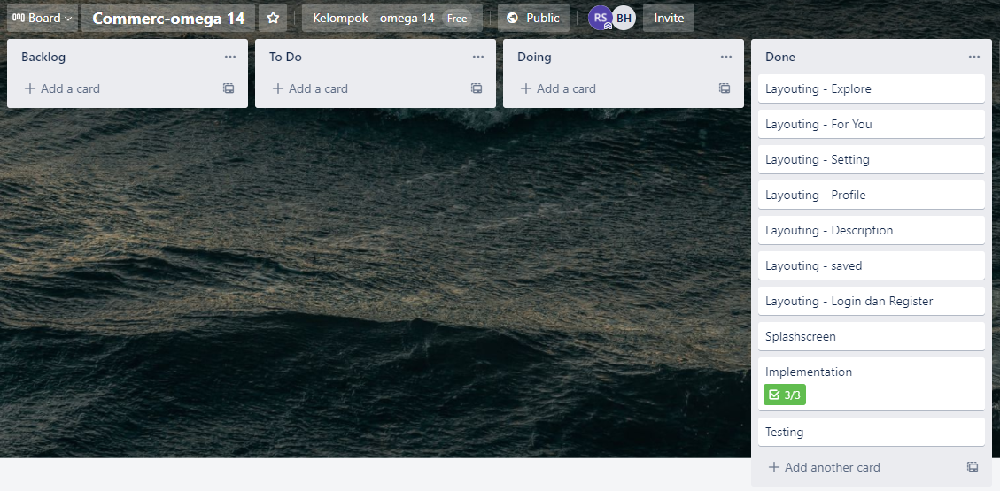 Board
Commerc-omega 14
Kelompok - omega 14 Free
Public
RS
BH
Invite
Backlog
Add a card
To Do
Add a card
Doing
Add a card
Done
Layouting - Explore
Layouting - For You
Layouting - Setting
Layouting - Profile
Layouting - Description
Layouting - saved
Layouting - Login dan Register
Splashscreen
Implementation
3/3
Testing
Add another card